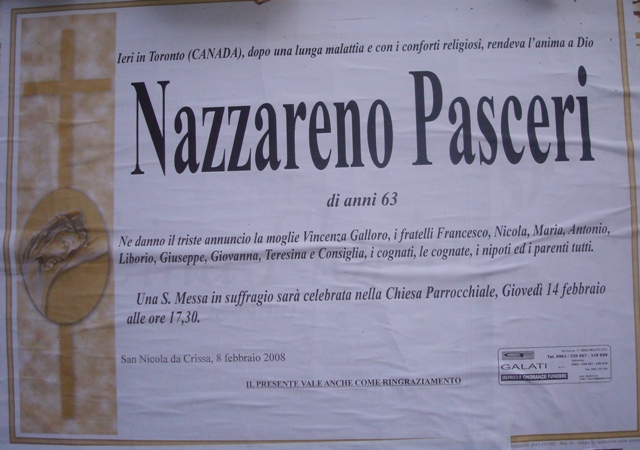 Ieri in Toronto (CANADA), dopo una lunga malattia e con i conforti religiosi, rendeva l'anima a Dio
Nazzareno Pasceri
di anni 63
Ne danno il triste annuncio la moglie Vincenza Galloro, i fratelli Francesco, Nicola, Maria, Antonio,
Liborio, Giuseppe, Giovanna, Teresina e Consiglia, i cognati, le cognate, i nipoti ed i parenti tutti.
Una S. Messa in suffragio sarà celebrata nella Chiesa Parrocchiale, Giovedì 14 febbraio
alle ore 17,30.
San Nicola da Crissa, 8 febbraio 2008
IL PRESENTE VALE ANCHE COME RINGRAZIAMENTO
GALATI
IMPRESA ONORANZE FUNEBRI